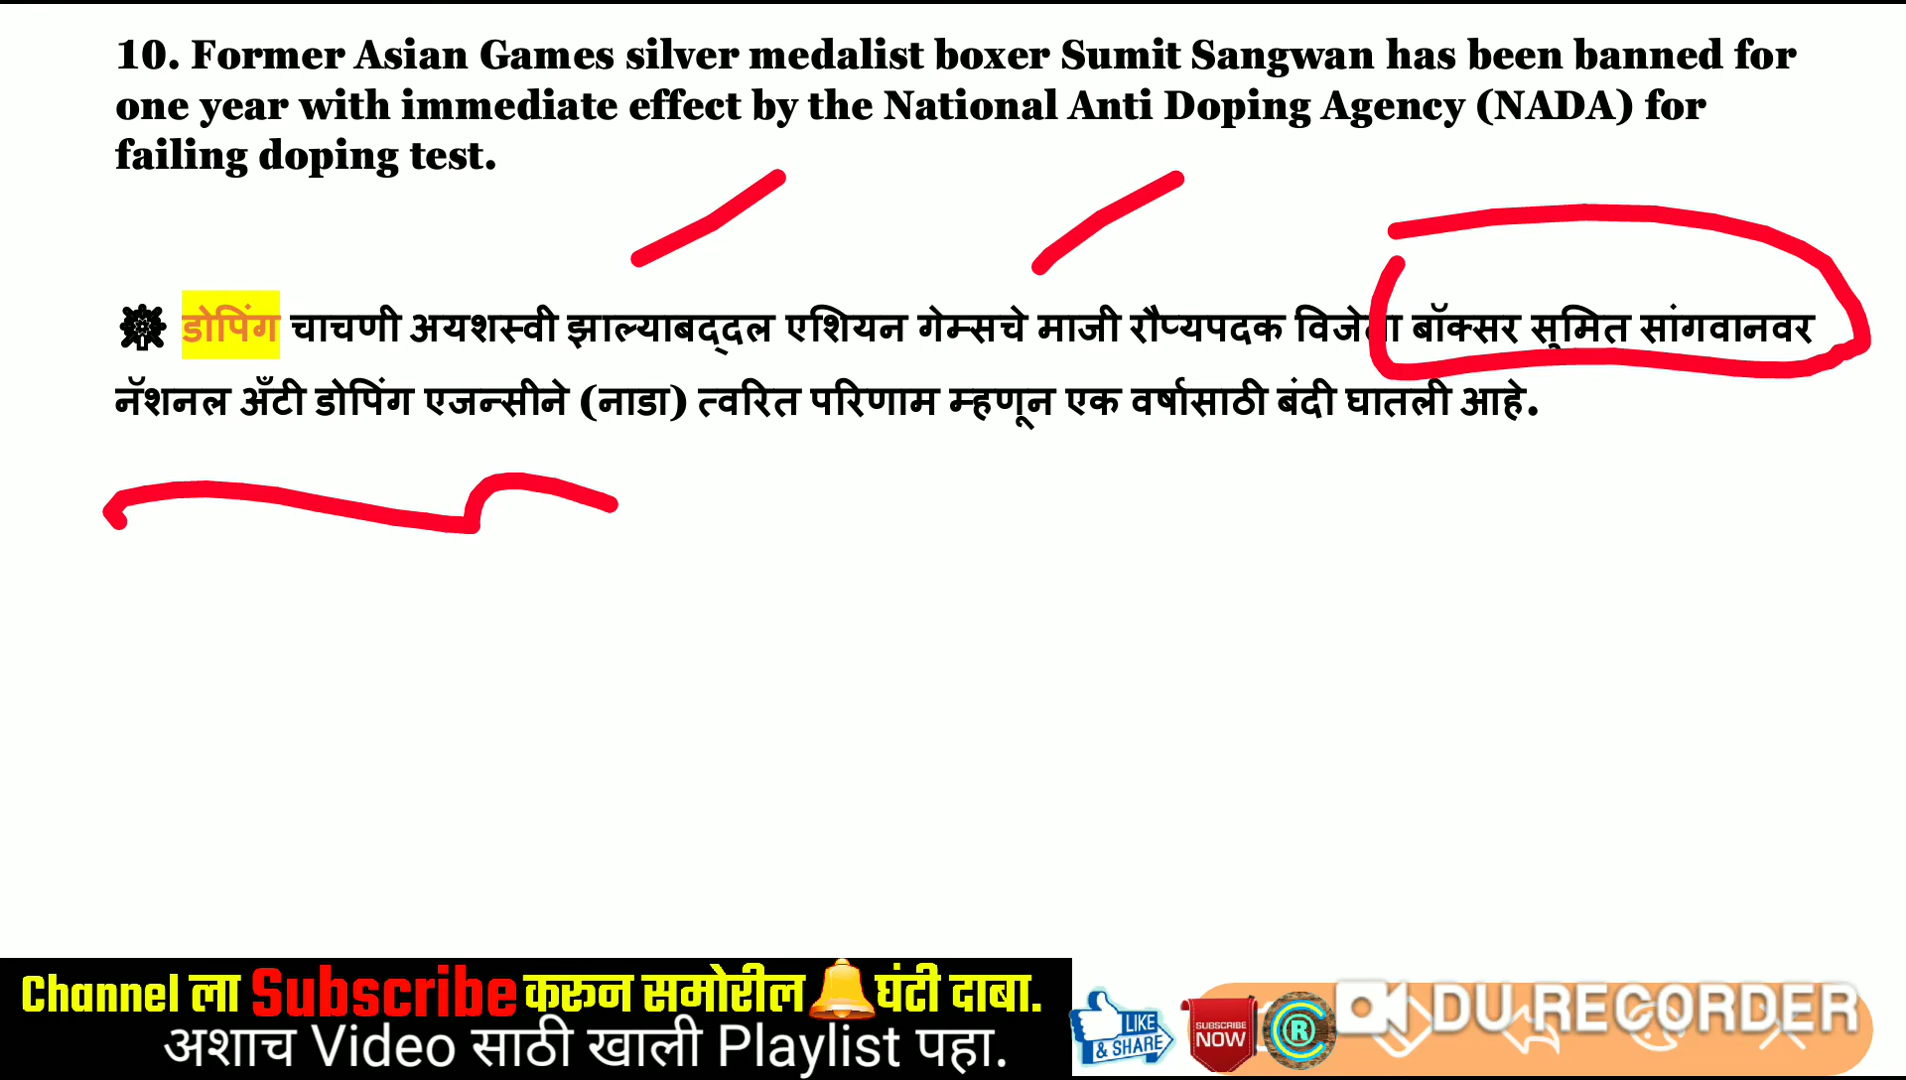 10. Former Asian Games silver medalist boxer Sumit Sangwan has been banned for
one year with immediate effect by the National Anti Doping Agency (NADA) for
failing doping test.
डोपिंग चाचणी अयशस्वी झाल्याबद्दल एशियन गेम्सचे माजी रौप्यपदक विजेता बॉक्सर सुमित सांगवानवर
नॅशनल अँटी डोपिंग एजन्सीने (नाडा) त्वरित परिणाम म्हणून एक वर्षासाठी बंदी घातली आहे.
Channel ला Subscribe करून समोरील घंटी दाबा.
अशाच Video साठी खाली Playlist पहा.
LIKE
& SHARE
SUBSCRIBE
NOW
C ®
DU RECORDER